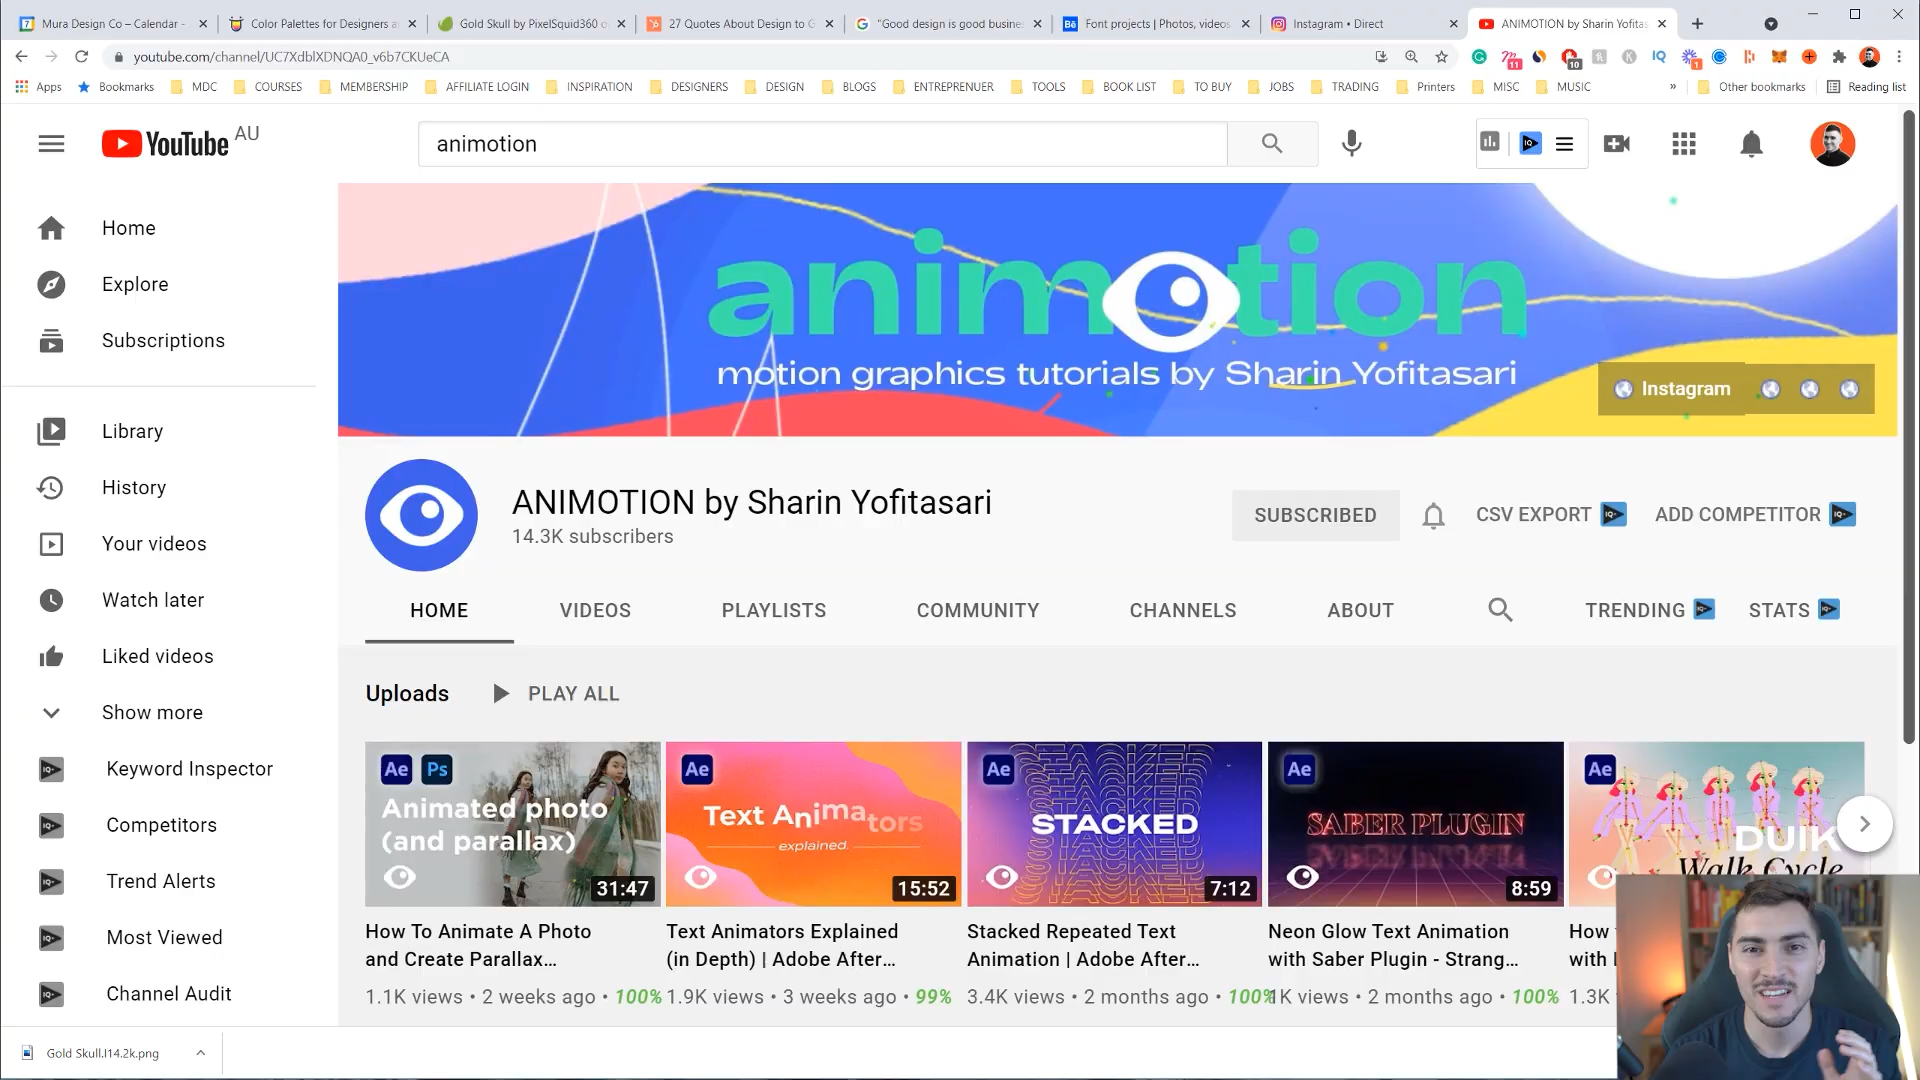 Mura Design Co – Calendar -
Color Palettes for Designers a
Gold Skull by PixelSquid360 o
27 Quotes About Design to G
"Good design is good busine
Font projects | Photos, videos
Instagram • Direct
ANIMOTION by Sharin Yofitas
youtube.com/channel/UC7XdblXDNQA0_v6b7CKUeCA
Apps
Bookmarks
MDC
COURSES
MEMBERSHIP
AFFILIATE LOGIN
INSPIRATION
DESIGNERS
DESIGN
BLOGS
ENTREPRENUER
TOOLS
BOOK LIST
TO BUY
JOBS
TRADING
Printers
MISC
MUSIC
»
Other bookmarks
Reading list
YouTube AU
animotion
Home
Explore
Subscriptions
Library
History
Your videos
Watch later
Liked videos
Show more
Keyword Inspector
Competitors
Trend Alerts
Most Viewed
Channel Audit
animotion
motion graphics tutorials by Sharin Yofitasari
Instagram
ANIMOTION by Sharin Yofitasari
14.3K subscribers
SUBSCRIBED
CSV EXPORT
ADD COMPETITOR
HOME
VIDEOS
PLAYLISTS
COMMUNITY
CHANNELS
ABOUT
TRENDING
STATS
Uploads
PLAY ALL
Ae Ps
Animated photo
(and parallax)
31:47
How To Animate A Photo
and Create Parallax...
1.1K views • 2 weeks ago • 100%
Ae
Text Animators
explained.
15:52
Text Animators Explained
(in Depth) | Adobe After...
1.9K views • 3 weeks ago • 99%
Ae
STACKED
7:12
Stacked Repeated Text
Animation | Adobe After...
3.4K views • 2 months ago • 100%
Ae
SABER PLUGIN
8:59
Neon Glow Text Animation
with Saber Plugin - Strang...
1K views • 2 months ago • 100%
Ae
DUIK
Walk Cycle
How
with
1.3K
Gold Skull.I14.2k.png